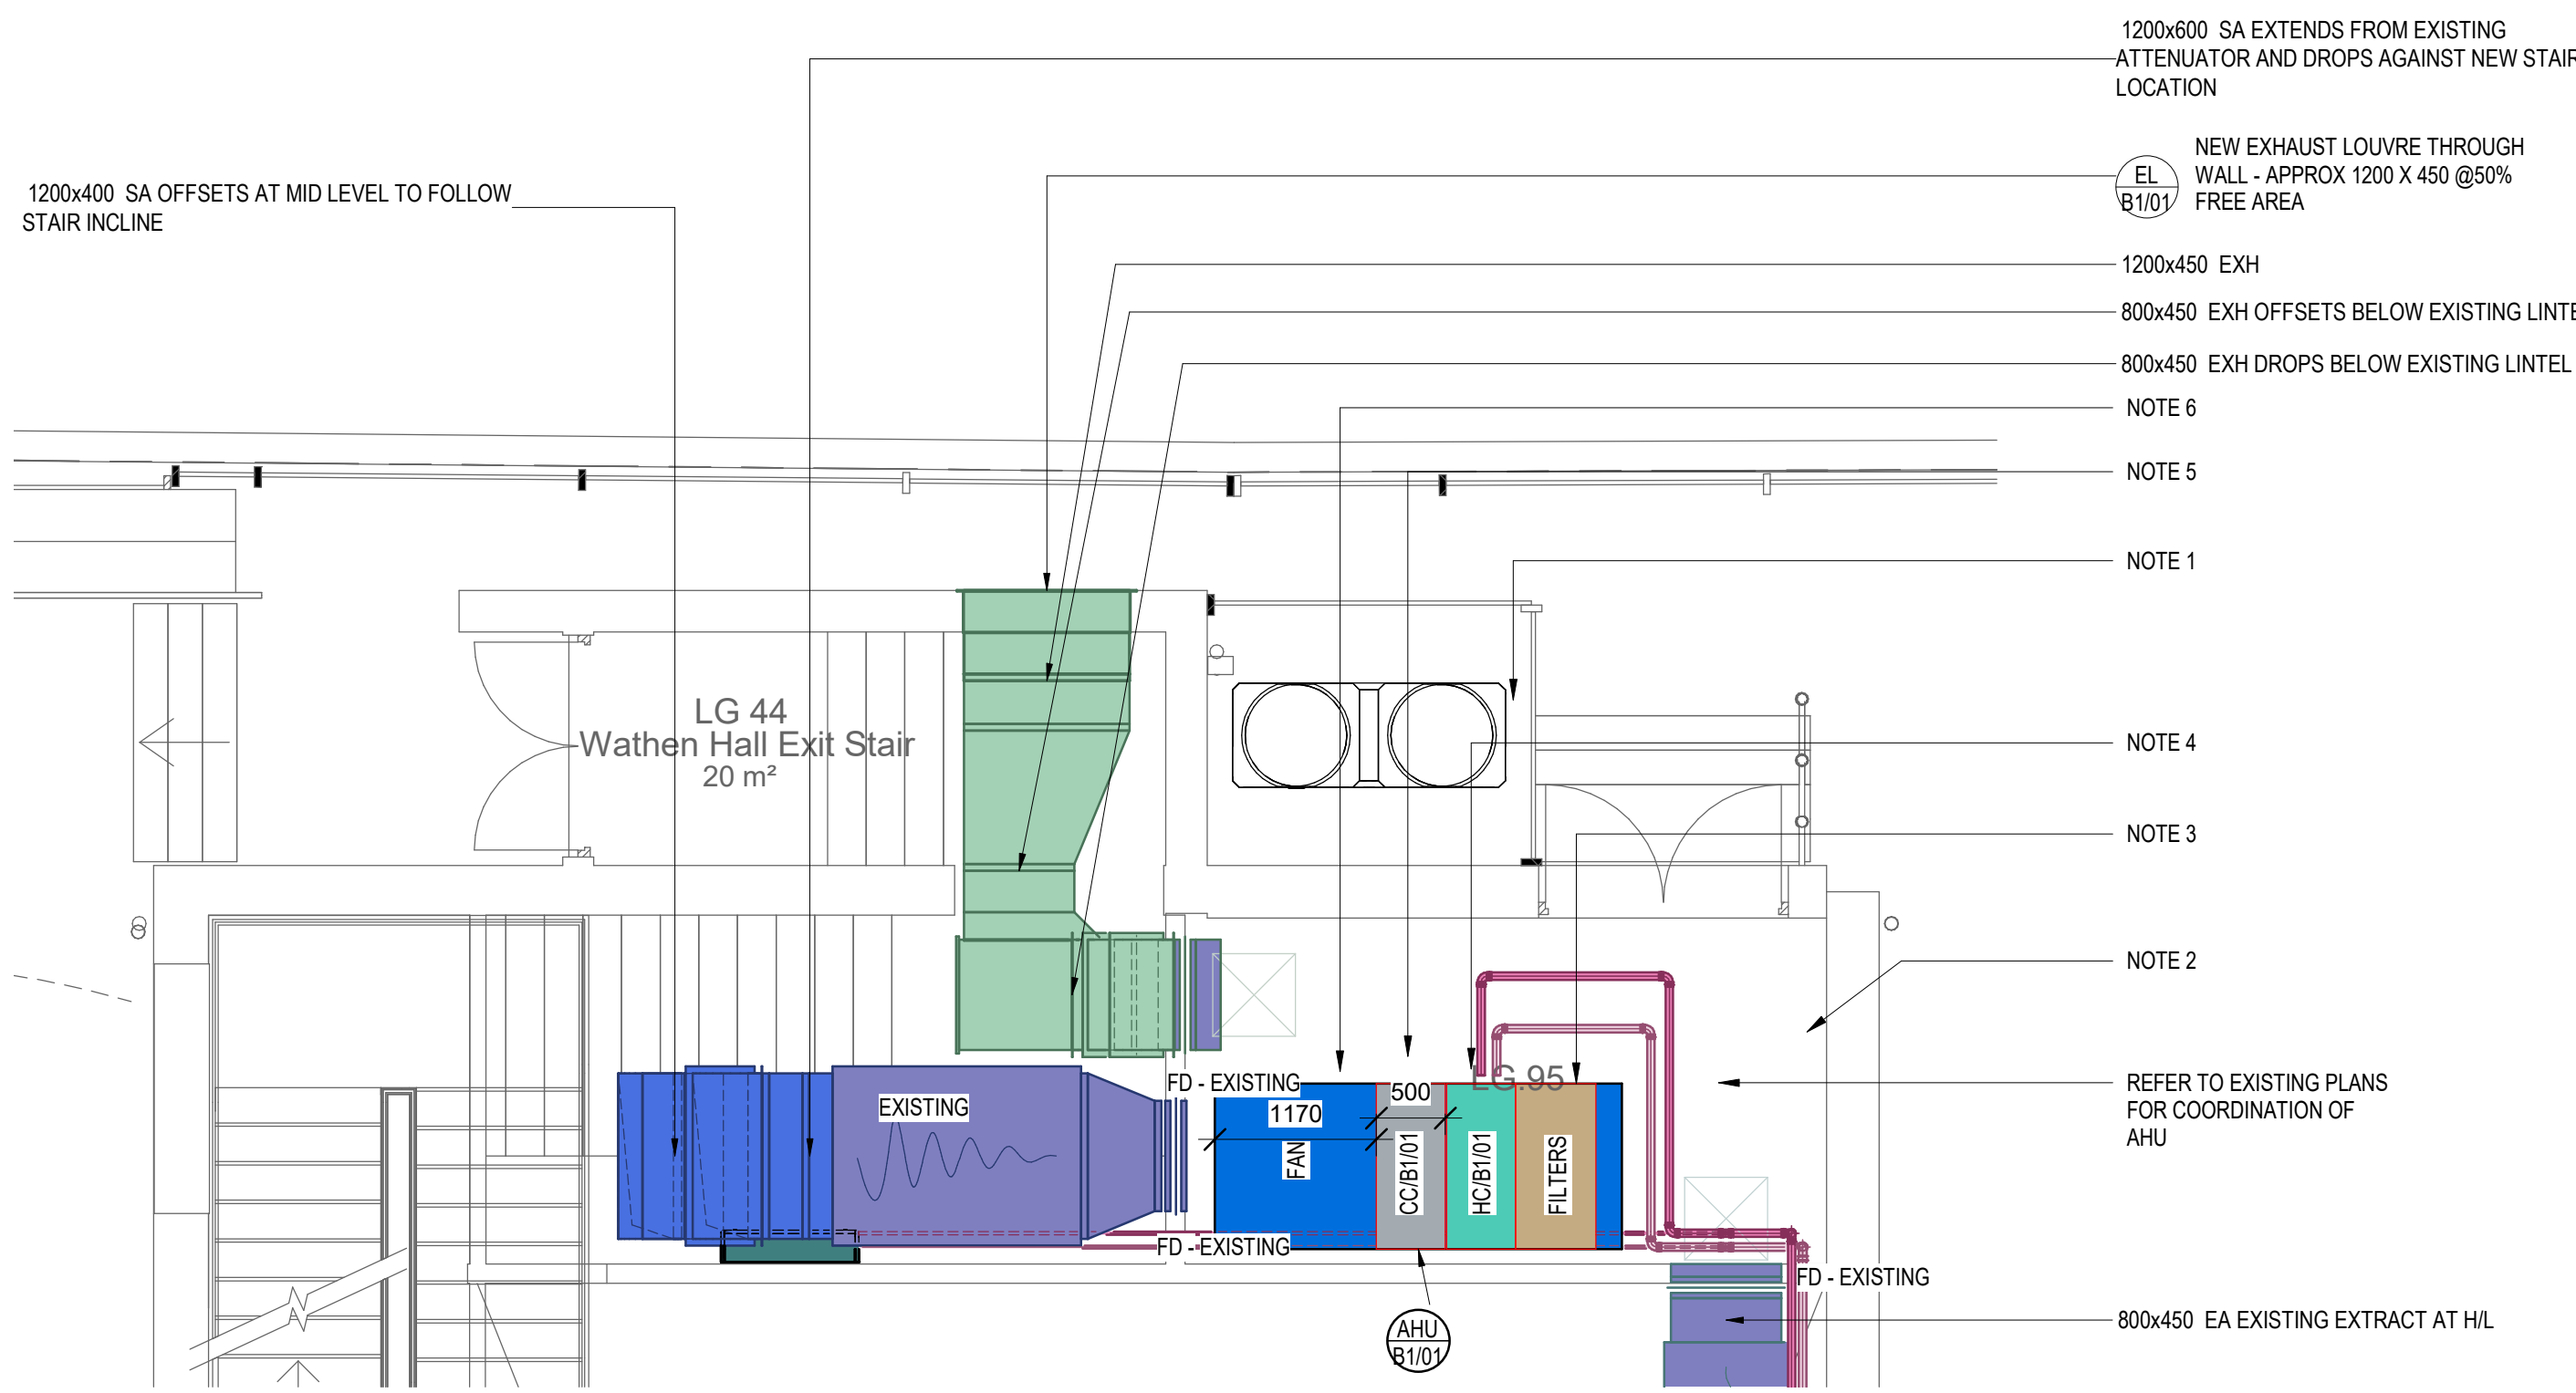 1200x600 SA EXTENDS FROM EXISTING
ATTENUATOR AND DROPS AGAINST NEW STAIR
LOCATION
EL
B1/01
NEW EXHAUST LOUVRE THROUGH
WALL - APPROX 1200 X 450 @50%
FREE AREA
1200x400 SA OFFSETS AT MID LEVEL TO FOLLOW
STAIR INCLINE
1200x450 EXH
800x450 EXH OFFSETS BELOW EXISTING LINTE
800x450 EXH DROPS BELOW EXISTING LINTEL
NOTE 6
NOTE 5
NOTE 1
LG 44
Wathen Hall Exit Stair
20 m²
NOTE 4
NOTE 3
NOTE 2
REFER TO EXISTING PLANS
FOR COORDINATION OF
AHU
FD - EXISTING
LG.95
500
1170
EXISTING
FAN
CC/B1/01
HC/B1/01
FILTERS
FD - EXISTING
FD - EXISTING
800x450 EA EXISTING EXTRACT AT H/L
AHU
B1/01